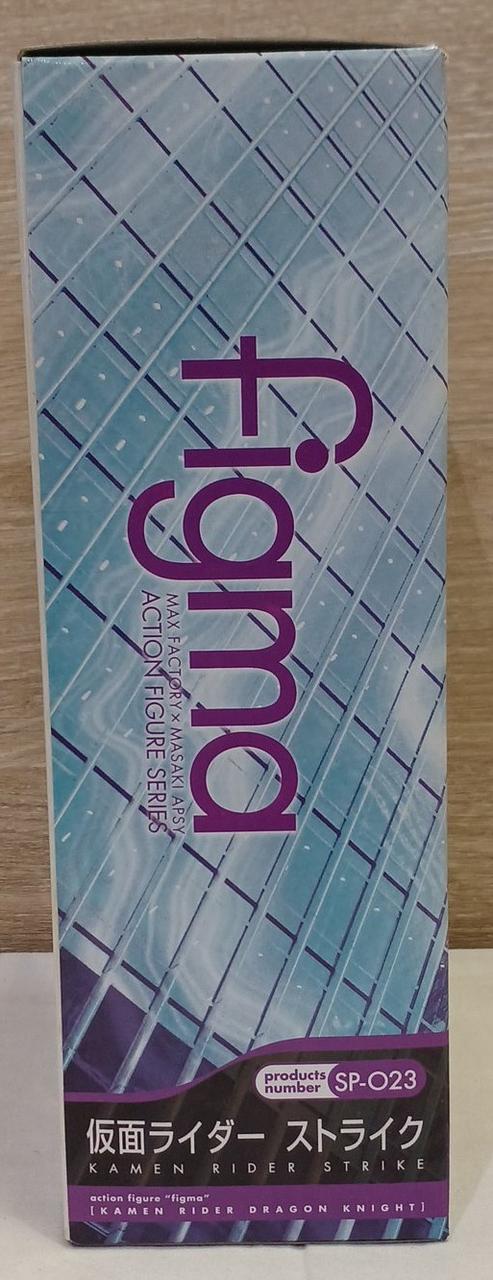 figma
MAX FACTORY × MASAKI APSY
ACTION FIGURE SERIES
products
number
SP-023
仮面ライダー ストライク
KAMEN RIDER STRIKE
action figure "figma"
[KAMEN RIDER DRAGON KNIGHT]